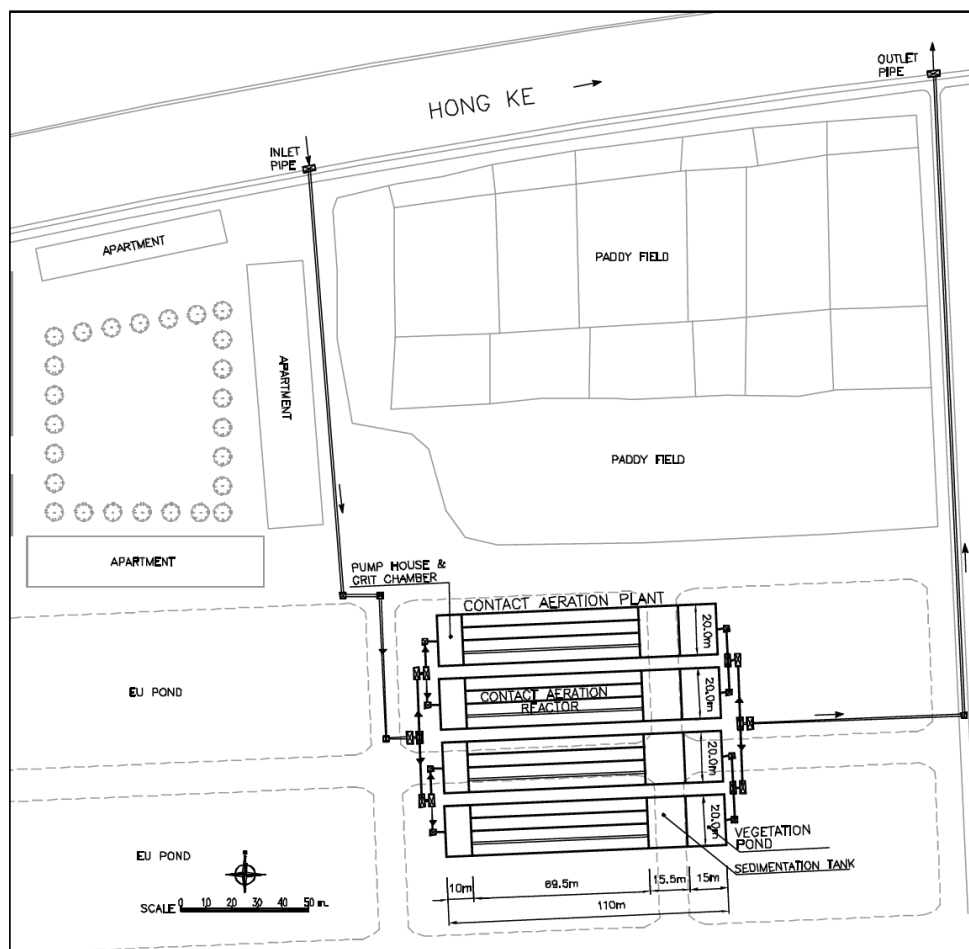 OUTLET
PIPE
HONG KE
INLET
PIPE
APARTMENT
PADDY FIELD
APARTMENT
PADDY FIELD
APARTMENT
PUMP HOUSE &
GRIT CHAMBER
CONTACT AERATION PLANT
20.0m
EU POND
CONTACT AERATION
REACTOR
20.0m
20.0m
20.0m
VEGETATION
POND
EU POND
SEDIMENTATION TANK
10m
69.5m
15.5m
15m
110m
SCALE 0 10 20 30 50 m.